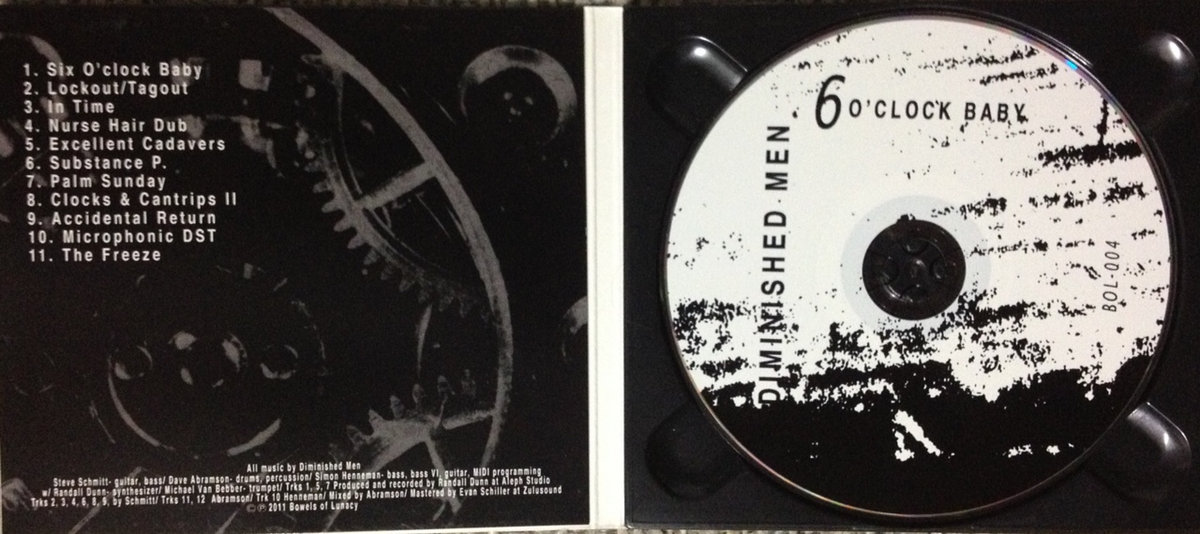 1. Six O'clock Baby
2. Lockout/Tagout
3. In Time
4. Nurse Hair Dub
5. Excellent Cadavers
6. Substance P.
7. Palm Sunday
8. Clocks & Cantrips II
9. Accidental Return
10. Microphonic DST
11. The Freeze
All music by Diminished Men
Steve Schmitt- guitar, bass/ Dave Abramson- drums, percussion/ Simon Henneman- bass, bass VI, guitar, MIDI programming
w/ Randall Dunn- synthesizer/ Michael Van Bebber- trumpet/ Trks 1, 5, 7 Produced and recorded by Randall Dunn at Aleph Studio
Trks 2, 3, 4, 6, 8, 9, by Schmitt/ Trks 11, 12 Abramson/ Trk 10 Henneman/ Mixed by Abramson/ Mastered by Evan Schiller at Zulusound
©℗ 2011 Bowels of Lunacy
6 O'CLOCK BABY
DIMINISHED MEN
BOL 004